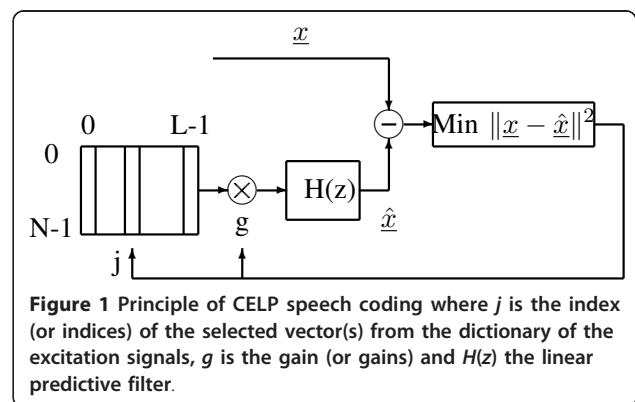 x
0
L-1
0
−
Min ‖x − x̂‖²
H(z)
×
N-1
g
x̂
j
Figure 1 Principle of CELP speech coding where j is the index
(or indices) of the selected vector(s) from the dictionary of the
excitation signals, g is the gain (or gains) and H(z) the linear
predictive filter.